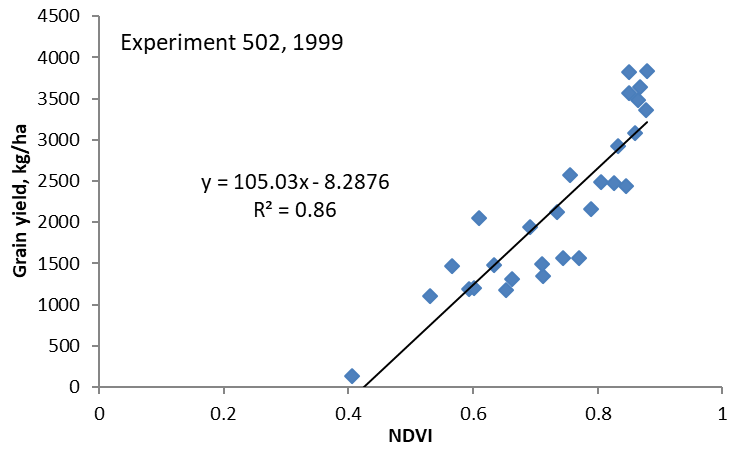 Experiment 502, 1999
y = 105.03x - 8.2876
R² = 0.86
Grain yield, kg/ha
4500
4000
3500
3000
2500
2000
1500
1000
500
0
0 0.2 0.4 0.6 0.8 1
NDVI